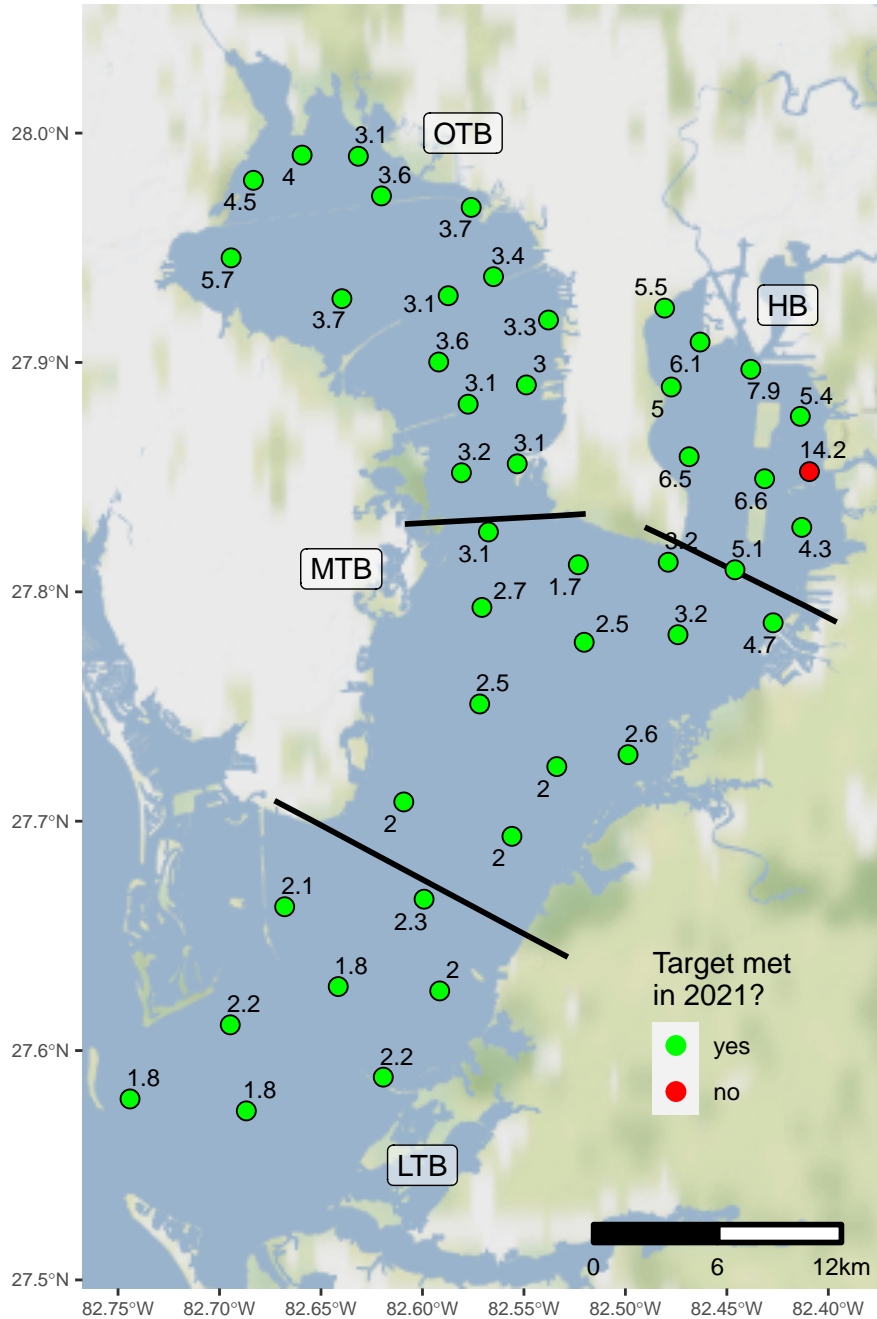 28.0°N
27.9°N
27.8°N
27.7°N
27.6°N
27.5°N
OTB
3.1
4
4.5
3.6
3.7
5.7
3.4
3.7
3.1
3.3
3.6
3
3.1
3.2
3.1
HB
5.5
6.1
5
7.9
5.4
14.2
6.5
6.6
4.3
5.1
MTB
3.1
3.2
1.7
2.7
2.5
3.2
4.7
2.5
2.6
2
2
2
2.1
2.3
1.8
2
2.2
2.2
1.8
1.8
LTB
Target met
in 2021?
yes
no
0 6 12km
82.75°W 82.70°W 82.65°W 82.60°W 82.55°W 82.50°W 82.45°W 82.40°W